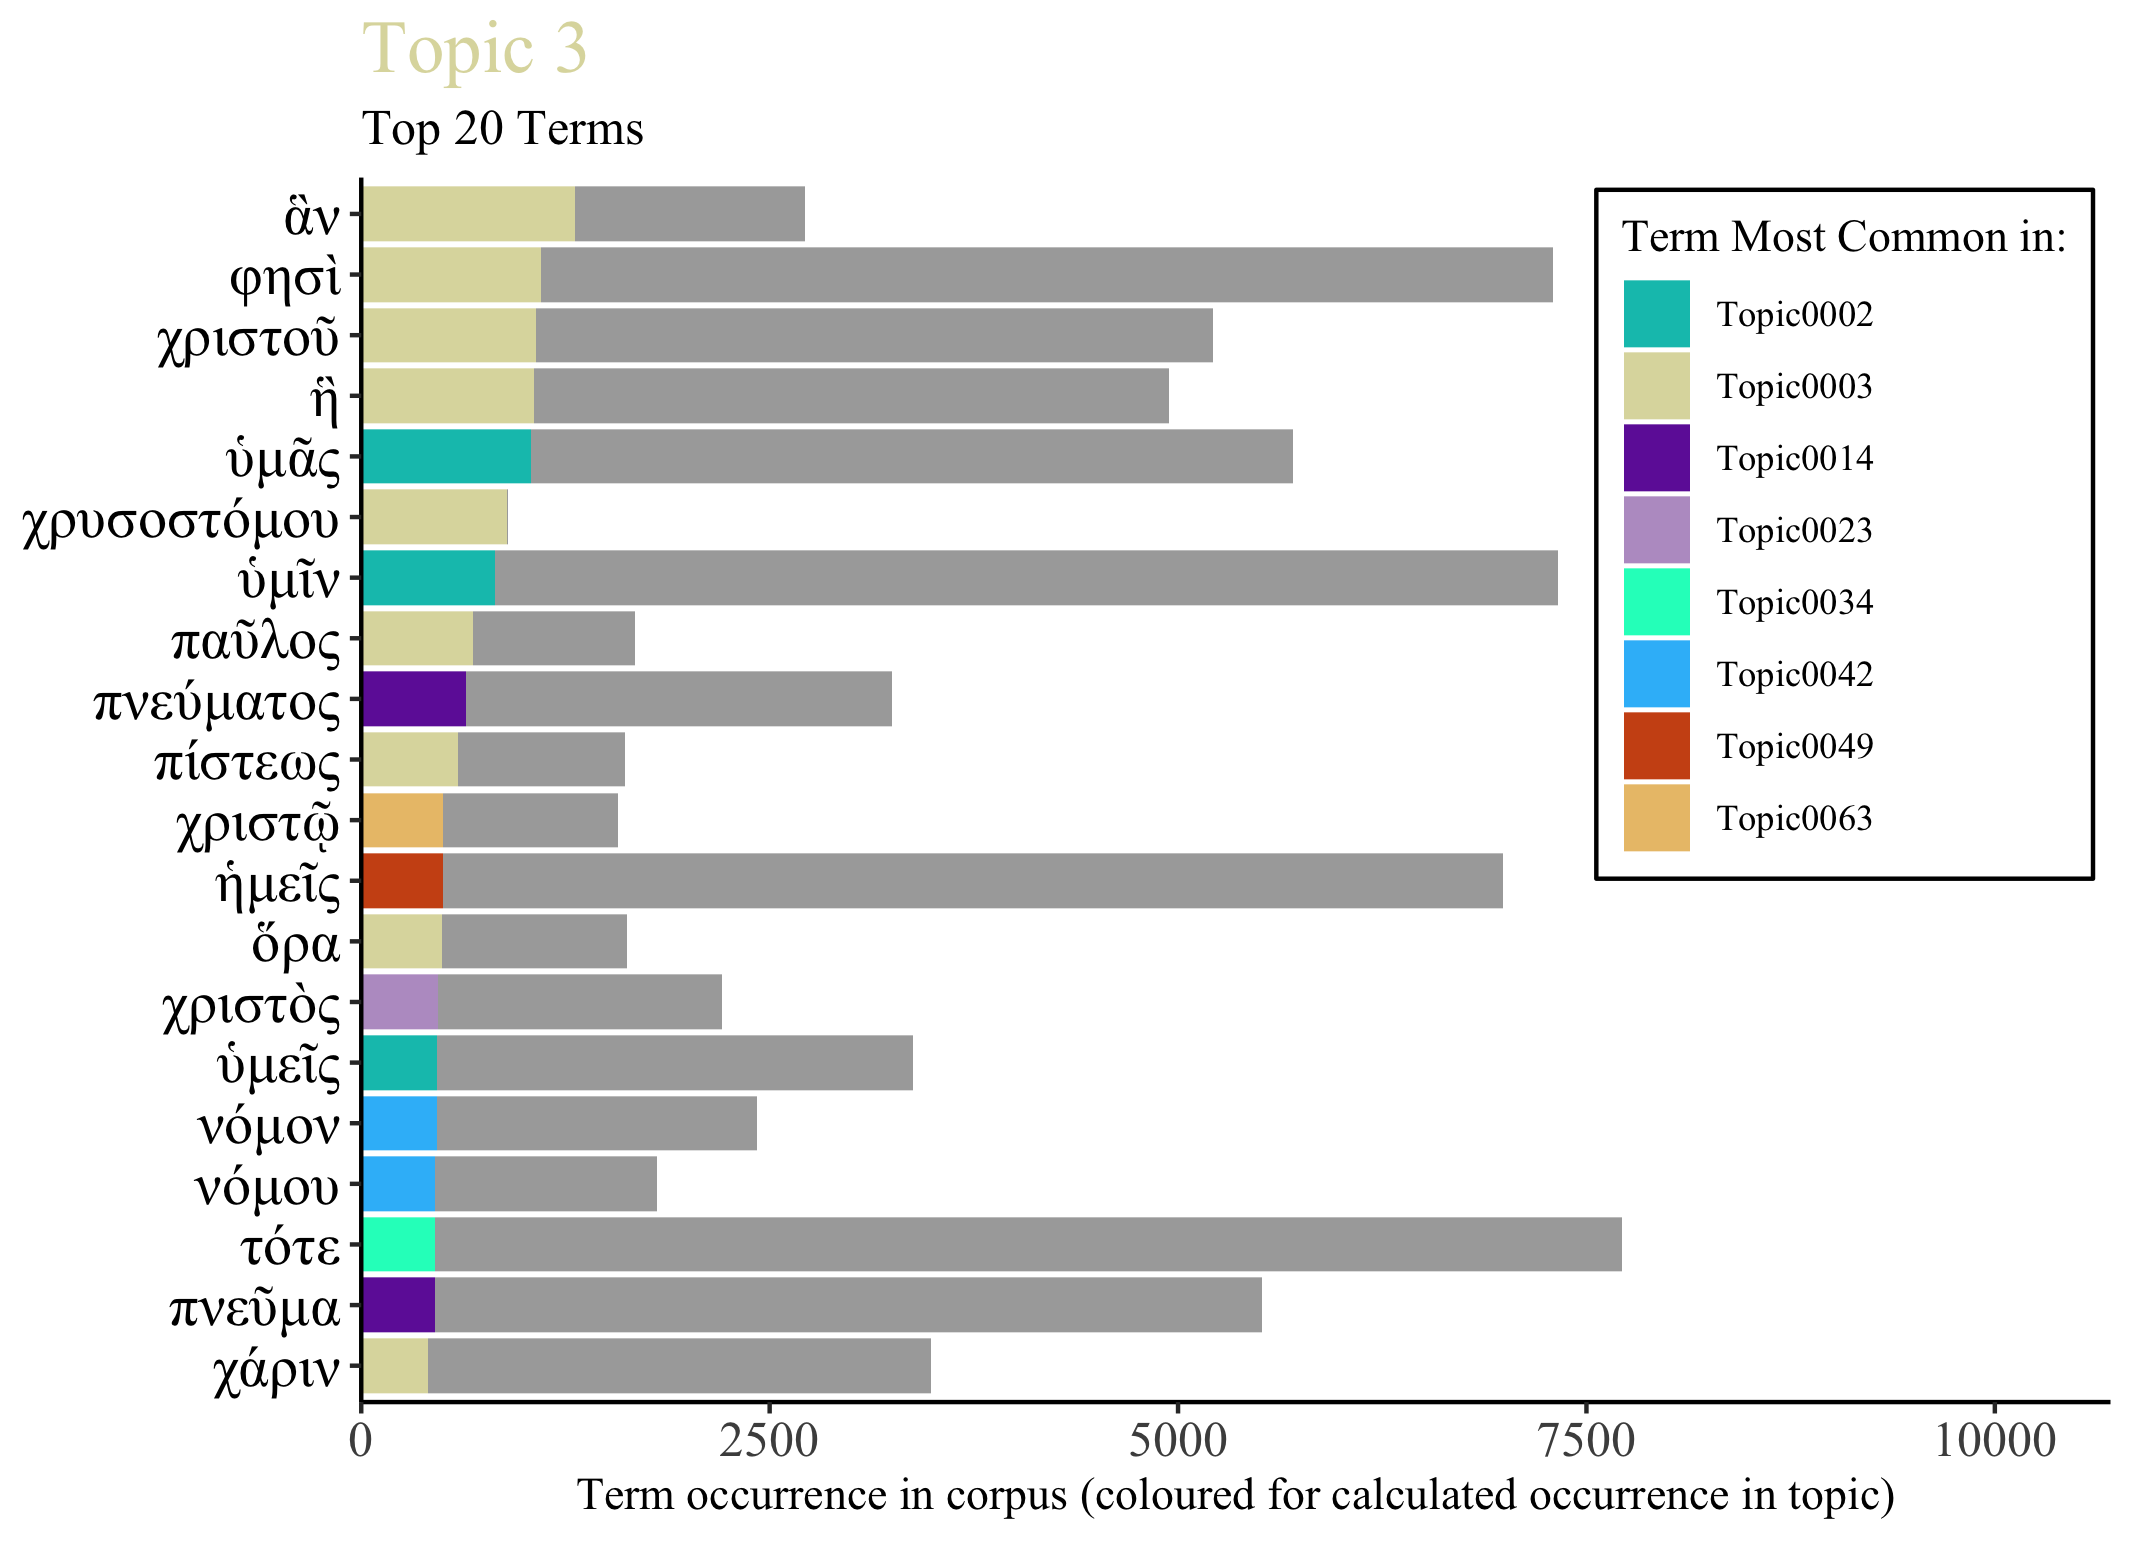 Topic 3
Top 20 Terms
ἂν
φησὶ
χριστοῦ
ἢ
ὑμᾶς
χρυσοστόμου
ὑμῖν
παῦλος
πνεύματος
πίστεως
χριστῷ
ἡμεῖς
ὅρα
χριστὸς
ὑμεῖς
νόμον
νόμου
τότε
πνεῦμα
χάριν
Term Most Common in:
Topic0002
Topic0003
Topic0014
Topic0023
Topic0034
Topic0042
Topic0049
Topic0063
0 2500 5000 7500 10000
Term occurrence in corpus (coloured for calculated occurrence in topic)